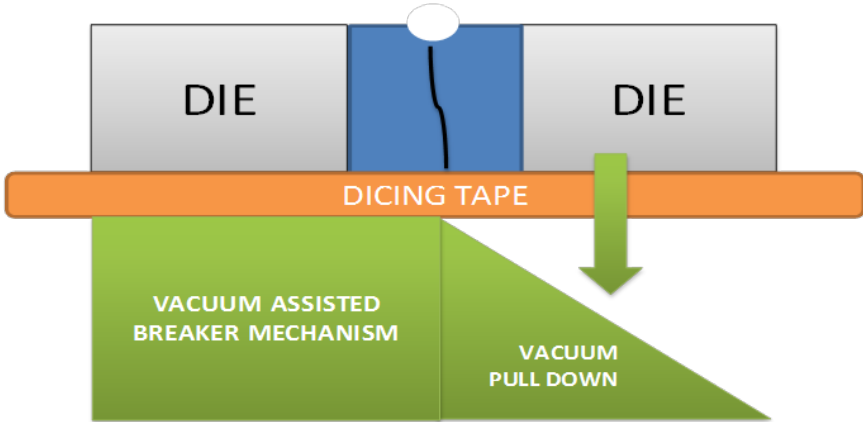 DIE
DIE
DICING TAPE
VACUUM ASSISTED
BREAKER MECHANISM
VACUUM
PULL DOWN